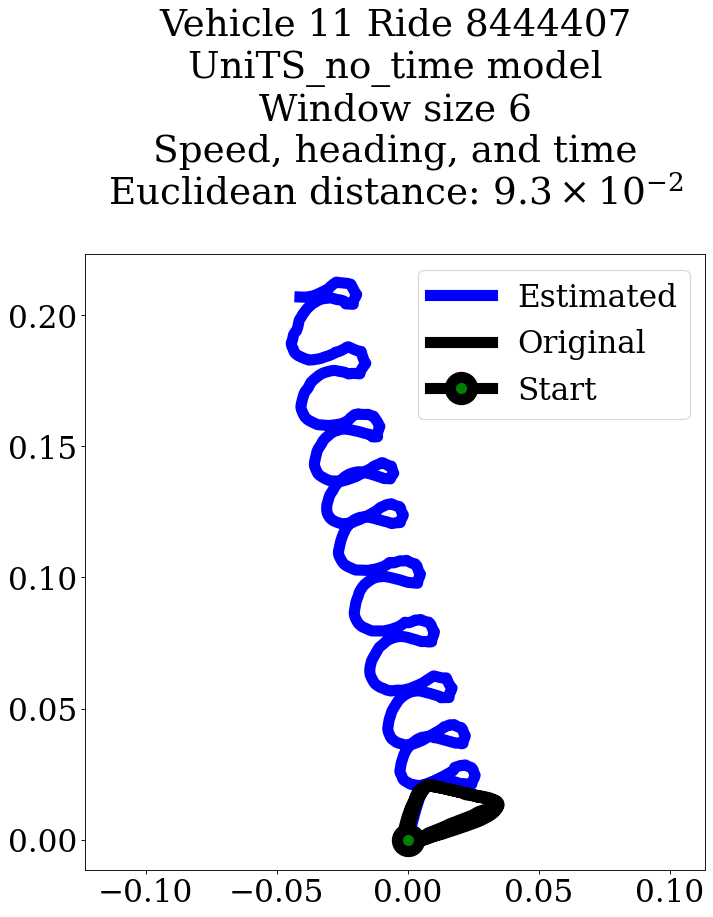 Vehicle 11 Ride 8444407
UniTS_no_time model
Window size 6
Speed, heading, and time
Euclidean distance: 9.3 × 10⁻²
Estimated
Original
Start
0.20
0.15
0.10
0.05
0.00
−0.10 −0.05 0.00 0.05 0.10